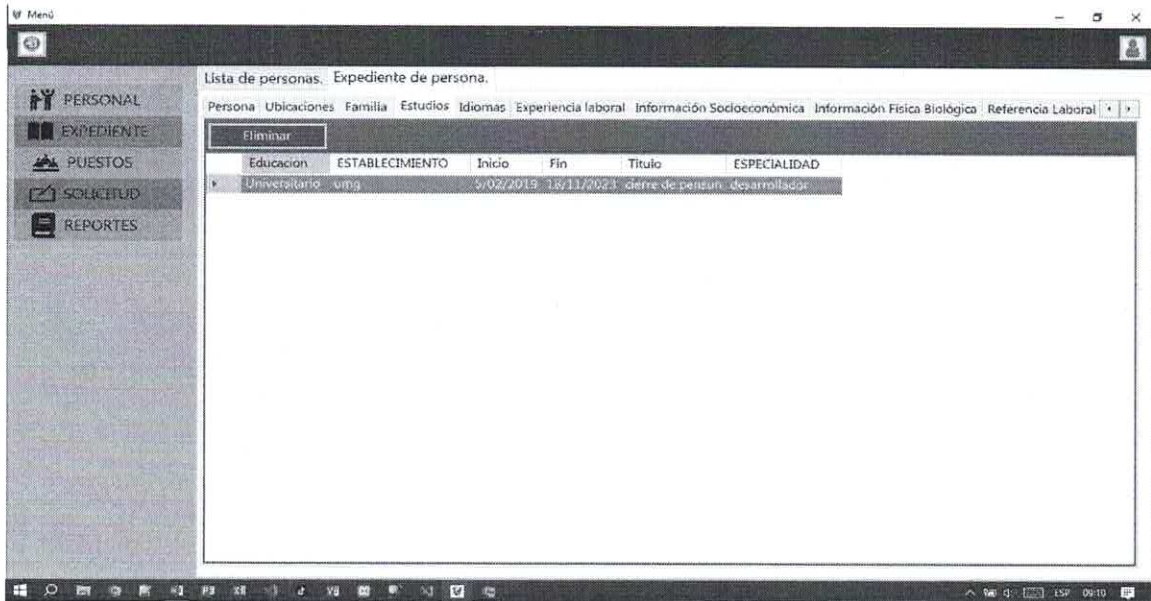 Menú
Lista de personas. Expediente de persona.
PERSONAL
Persona Ubicaciones Familia Estudios Idiomas Experiencia laboral Información Socioeconómica Información Física Biológica Referencia Laboral
EXPEDIENTE
Eliminar
PUESTOS
Educacion ESTABLECIMIENTO Inicio Fin Titulo ESPECIALIDAD
Universitario umg 5/02/2019 18/11/2023 cierre de pensun desarrollador
SOLICITUD
REPORTES
ESP 09:10